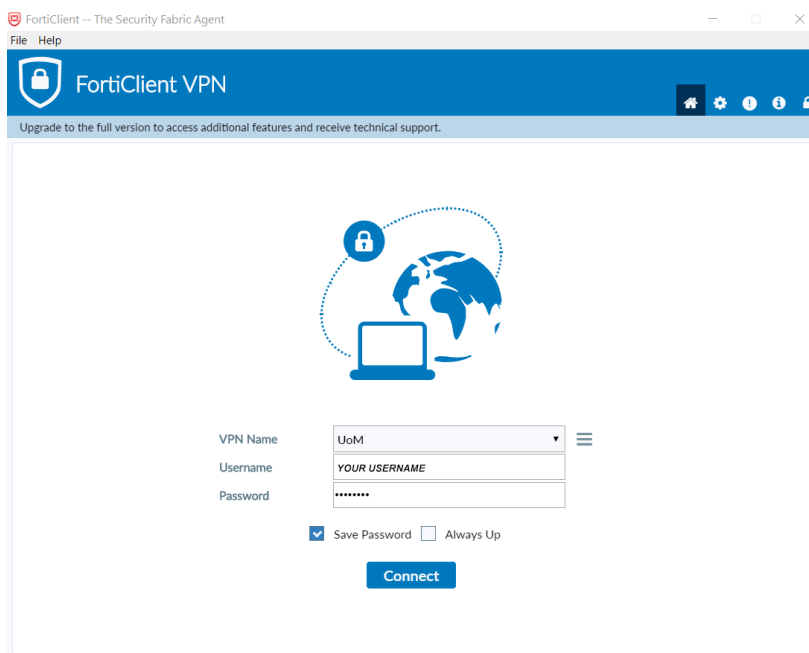 FortiClient -- The Security Fabric Agent
File Help
FortiClient VPN
Upgrade to the full version to access additional features and receive technical support.
VPN Name UoM
Username YOUR USERNAME
Password ••••••••
Save Password Always Up
Connect